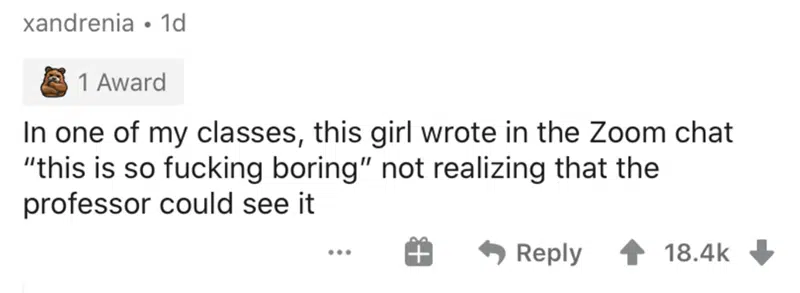 xandrenia • 1d
1 Award
In one of my classes, this girl wrote in the Zoom chat
“this is so fucking boring” not realizing that the
professor could see it
Reply 18.4k